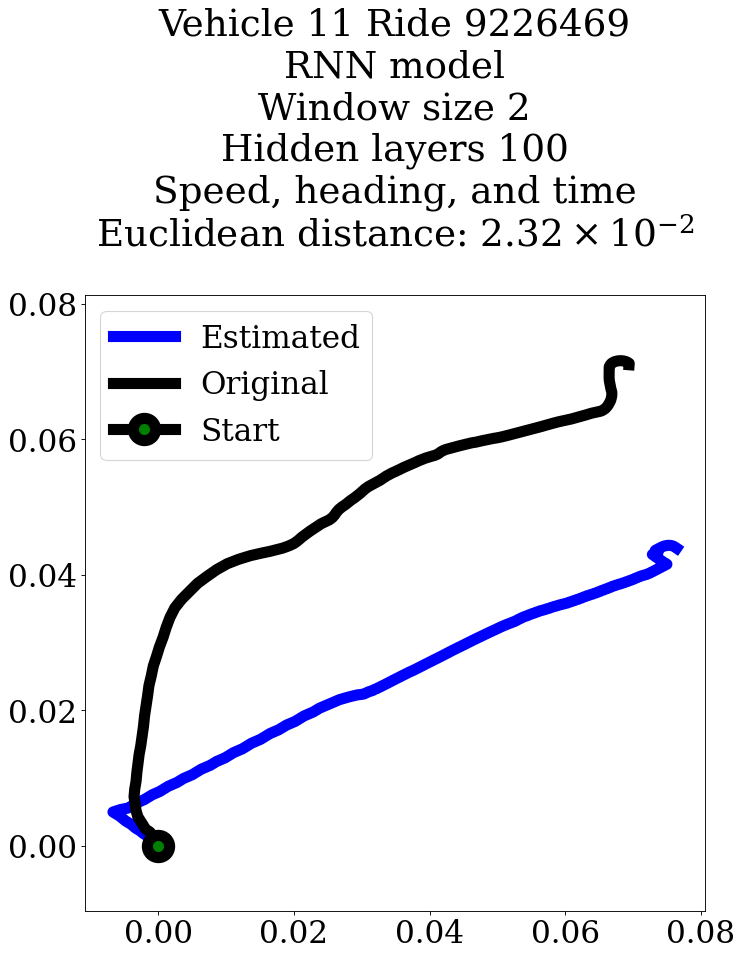 Vehicle 11 Ride 9226469
RNN model
Window size 2
Hidden layers 100
Speed, heading, and time
Euclidean distance: 2.32 × 10⁻²
0.08
Estimated
Original
Start
0.06
0.04
0.02
0.00
0.00 0.02 0.04 0.06 0.08